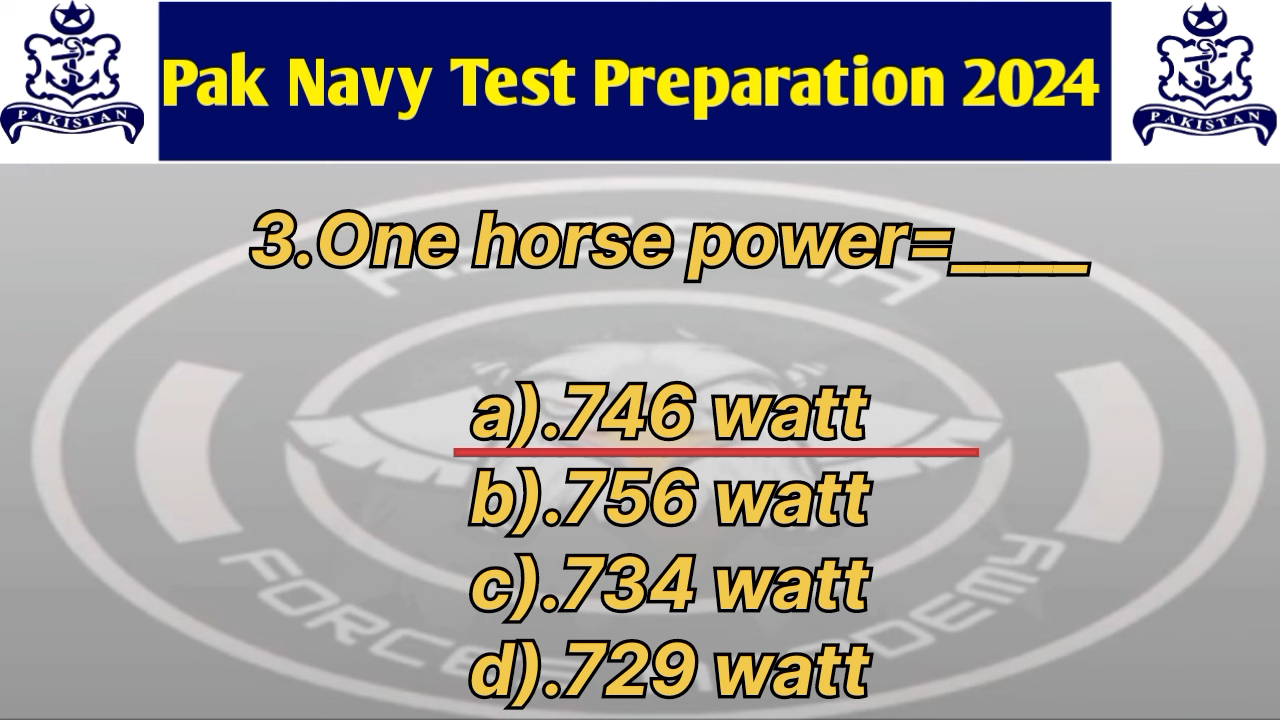 Pak Navy Test Preparation 2024
PAKISTAN
PAKISTAN
3.One horse power=____
a).746 watt
b).756 watt
c).734 watt
d).729 watt